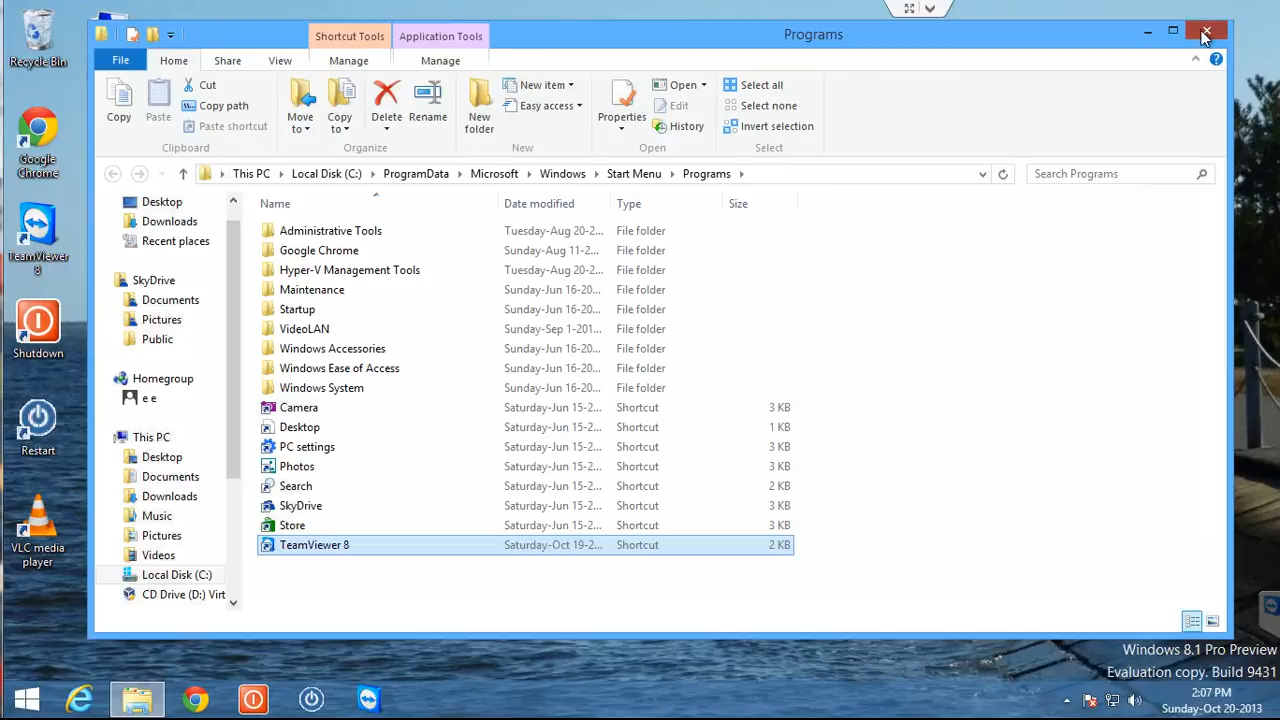 Shortcut Tools
Application Tools
Programs
File
Home
Share
View
Manage
Manage
Copy
Paste
Cut
Copy path
Paste shortcut
Clipboard
Move
to
Copy
to
Delete
Rename
Organize
New
folder
New item
Easy access
New
Properties
Open
Edit
History
Open
Select all
Select none
Invert selection
Select
This PC
Local Disk (C:)
ProgramData
Microsoft
Windows
Start Menu
Programs
Search Programs
Name
Date modified
Type
Size
Administrative Tools Tuesday-Aug 20-2... File folder
Google Chrome Sunday-Aug 11-2... File folder
Hyper-V Management Tools Tuesday-Aug 20-2... File folder
Maintenance Sunday-Jun 16-20... File folder
Startup Sunday-Jun 16-20... File folder
VideoLAN Sunday-Sep 1-201... File folder
Windows Accessories Sunday-Jun 16-20... File folder
Windows Ease of Access Sunday-Jun 16-20... File folder
Windows System Sunday-Jun 16-20... File folder
Camera Saturday-Jun 15-2... Shortcut 3 KB
Desktop Saturday-Jun 15-2... Shortcut 1 KB
PC settings Saturday-Jun 15-2... Shortcut 3 KB
Photos Saturday-Jun 15-2... Shortcut 3 KB
Search Saturday-Jun 15-2... Shortcut 2 KB
SkyDrive Saturday-Jun 15-2... Shortcut 3 KB
Store Saturday-Jun 15-2... Shortcut 3 KB
TeamViewer 8 Saturday-Oct 19-2... Shortcut 2 KB
Desktop
Downloads
Recent places
SkyDrive
Documents
Pictures
Public
Homegroup
e e
This PC
Desktop
Documents
Downloads
Music
Pictures
Videos
Local Disk (C:)
CD Drive (D:) Virt
Recycle Bin
Google
Chrome
TeamViewer
8
Shutdown
Restart
VLC media
player
Windows 8.1 Pro Preview
Evaluation copy. Build 9431
2:07 PM
Sunday-Oct 20-2013